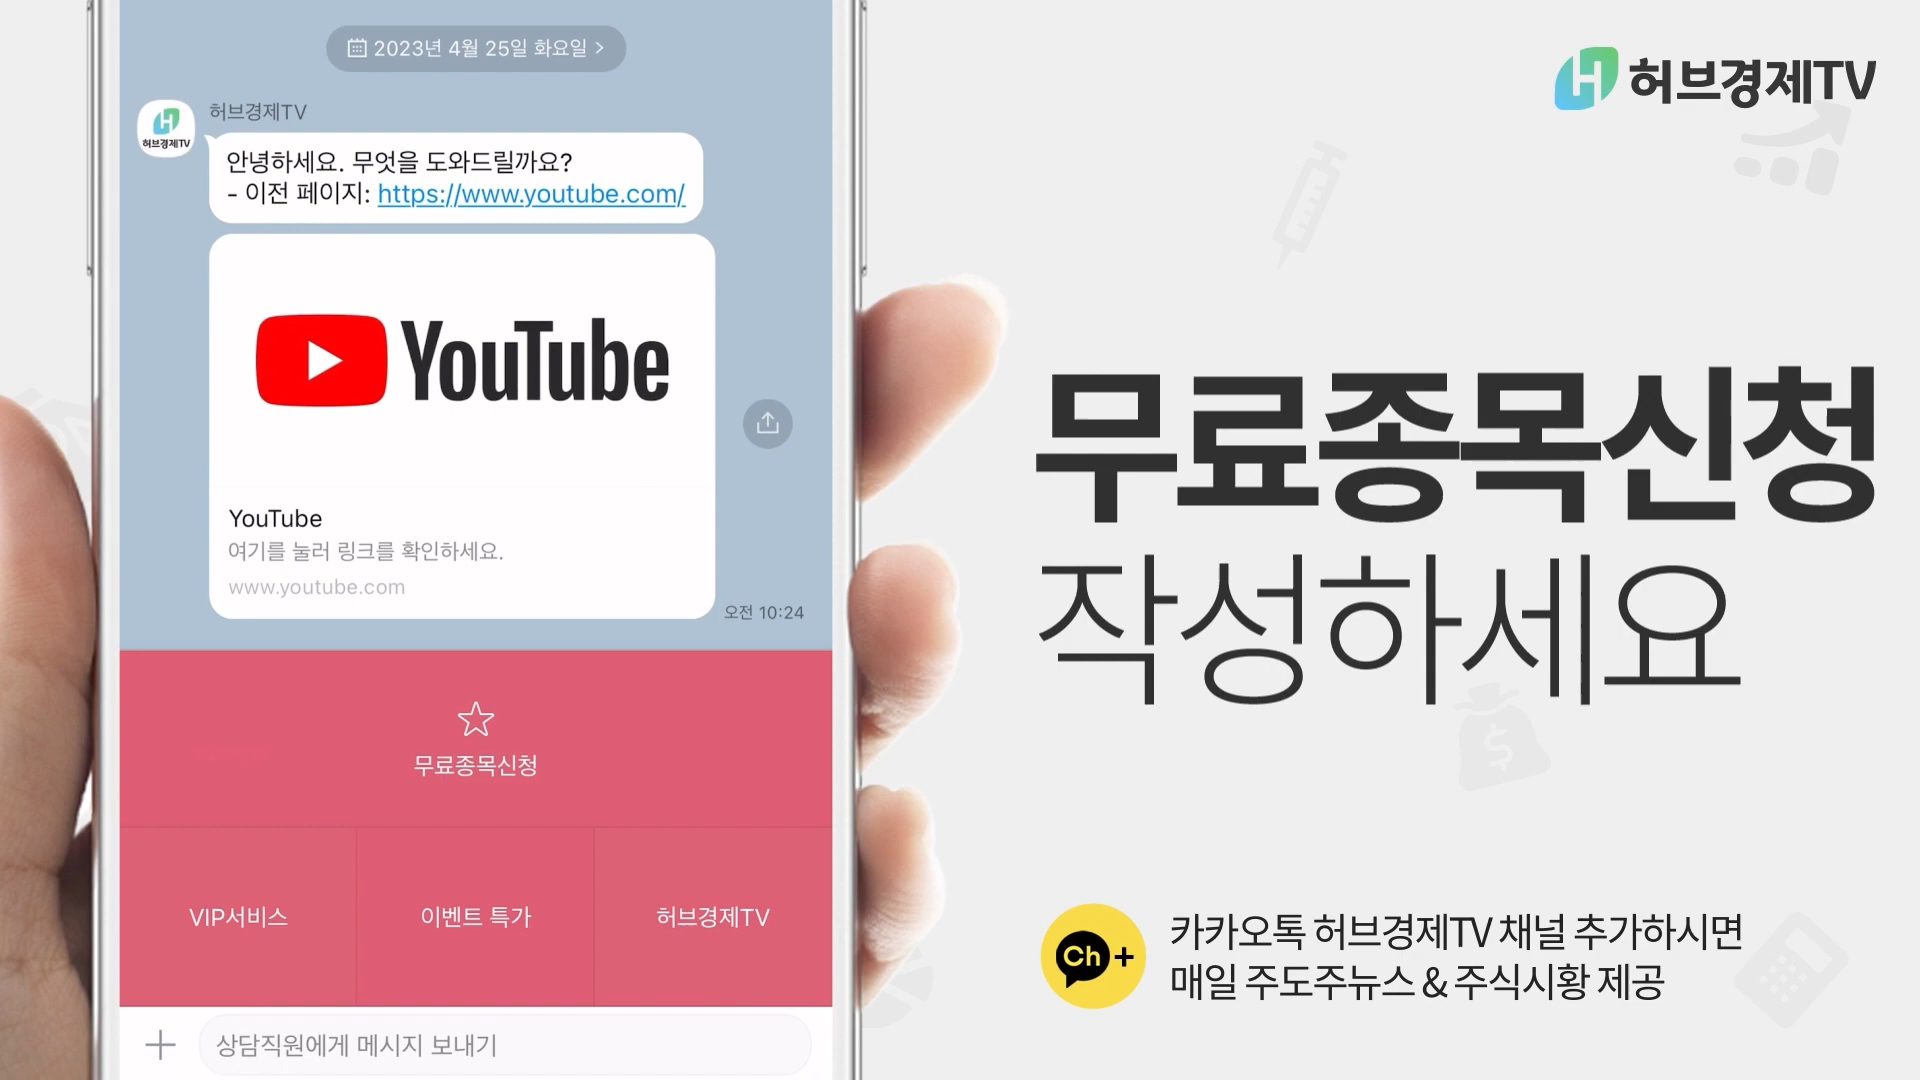 2023년 4월 25일 화요일 >
허브경제TV
허브경제TV
안녕하세요. 무엇을 도와드릴까요?
- 이전 페이지: https://www.youtube.com/
YouTube
YouTube
여기를 눌러 링크를 확인하세요.
www.youtube.com
오전 10:24
무료종목신청
VIP서비스
이벤트 특가
허브경제TV
상담직원에게 메시지 보내기
허브경제TV
무료종목신청
작성하세요
Ch+
카카오톡 허브경제TV 채널 추가하시면
매일 주도주뉴스 & 주식시황 제공